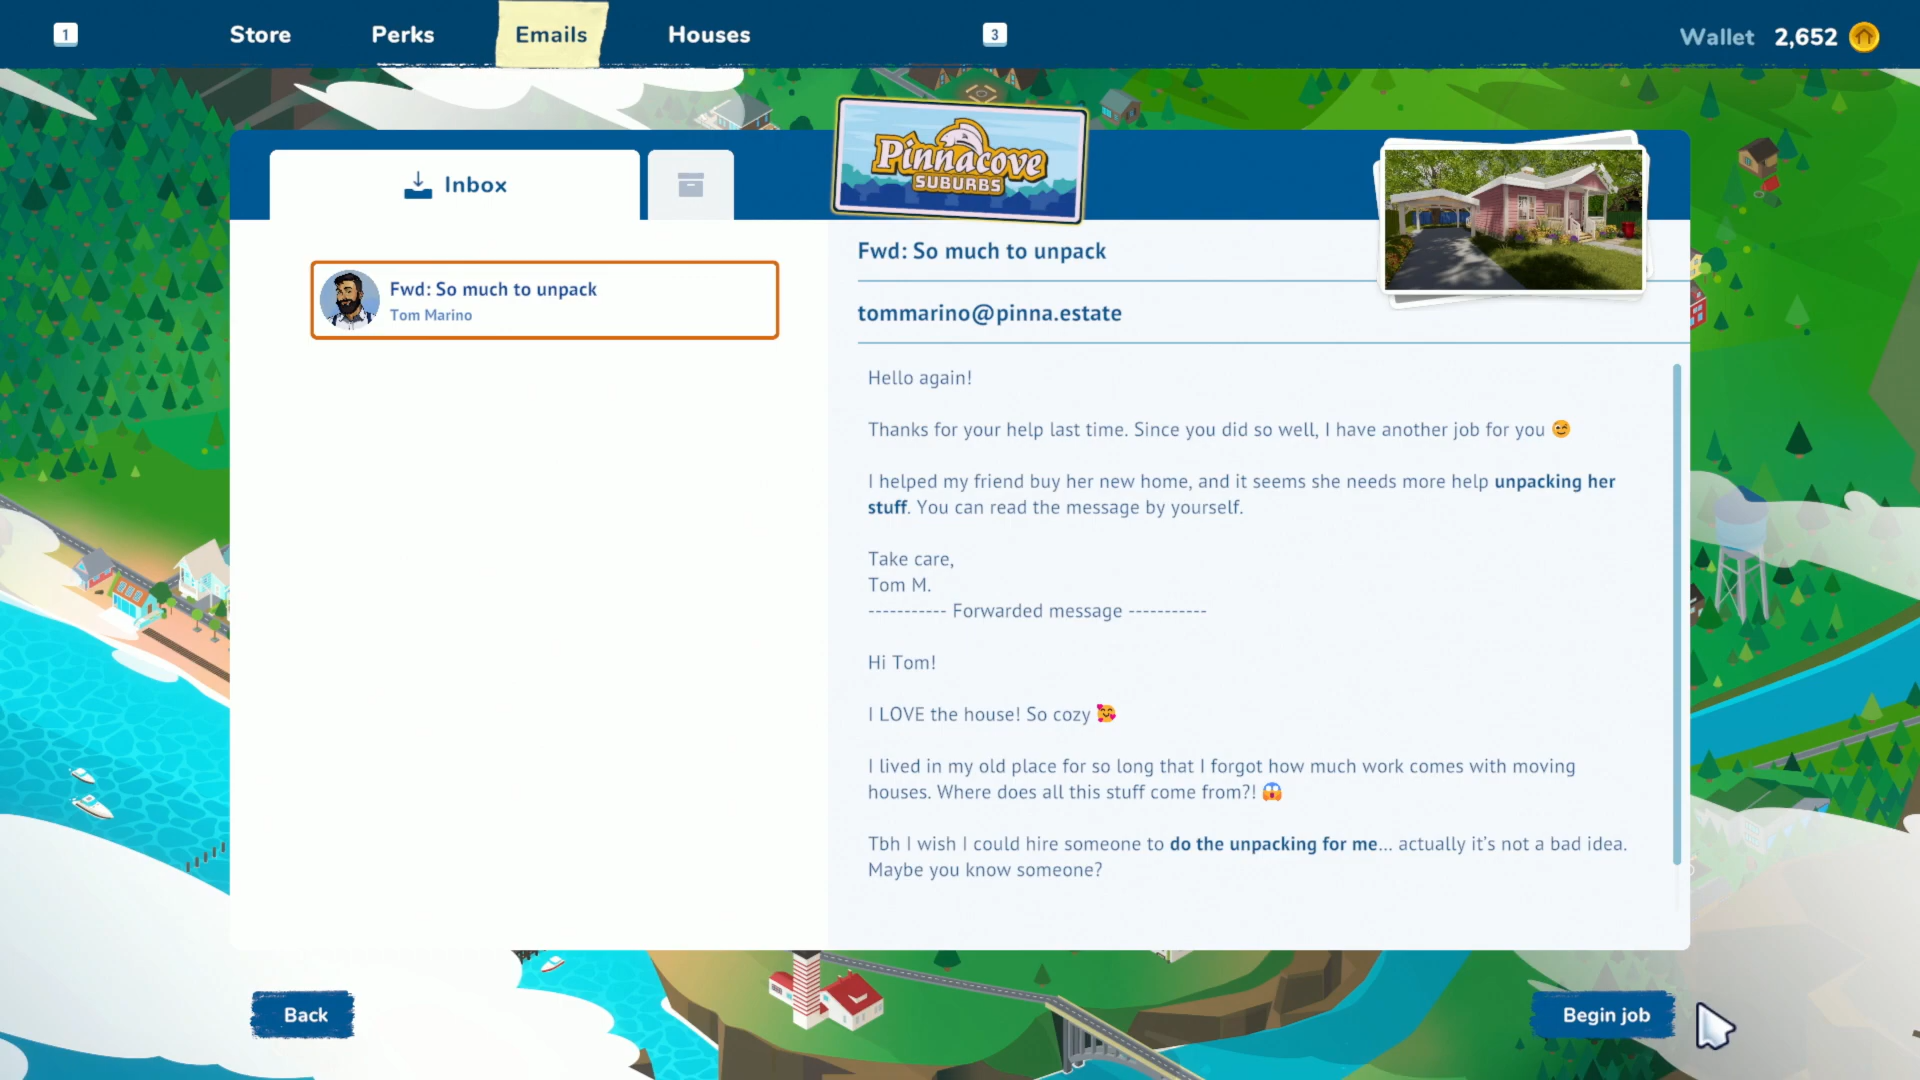 1
Store
Perks
Emails
Houses
3
Wallet 2,652
Pinnacove
SUBURBS
Inbox
Fwd: So much to unpack
Tom Marino
Fwd: So much to unpack
tommarino@pinna.estate
Hello again!
Thanks for your help last time. Since you did so well, I have another job for you 😉
I helped my friend buy her new home, and it seems she needs more help unpacking her
stuff. You can read the message by yourself.
Take care,
Tom M.
----------- Forwarded message -----------
Hi Tom!
I LOVE the house! So cozy 🥰
I lived in my old place for so long that I forgot how much work comes with moving
houses. Where does all this stuff come from?! 😱
Tbh I wish I could hire someone to do the unpacking for me... actually it's not a bad idea.
Maybe you know someone?
Back
Begin job